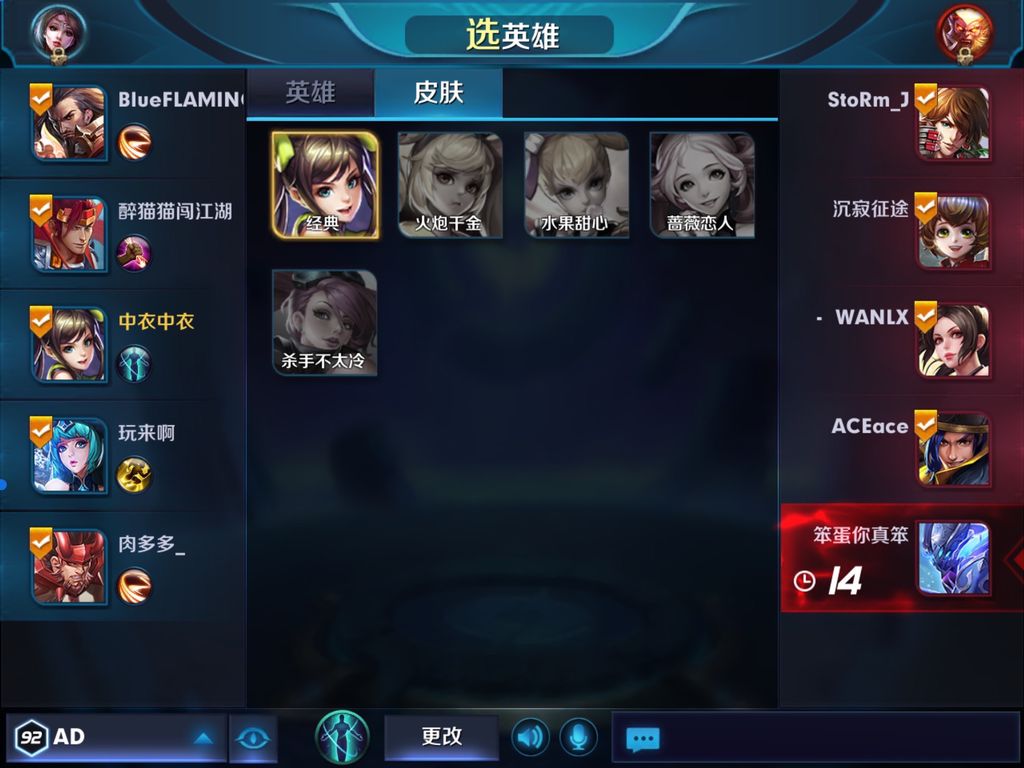 选英雄
英雄
皮肤
BlueFLAMIN
醉猫猫闯江湖
中衣中衣
玩来啊
肉多多_
经典
火炮千金
水果甜心
蔷薇恋人
杀手不太冷
StoRm_J
沉寂征途
- WANLX
ACEace
笨蛋你真笨
14
92 AD
更改